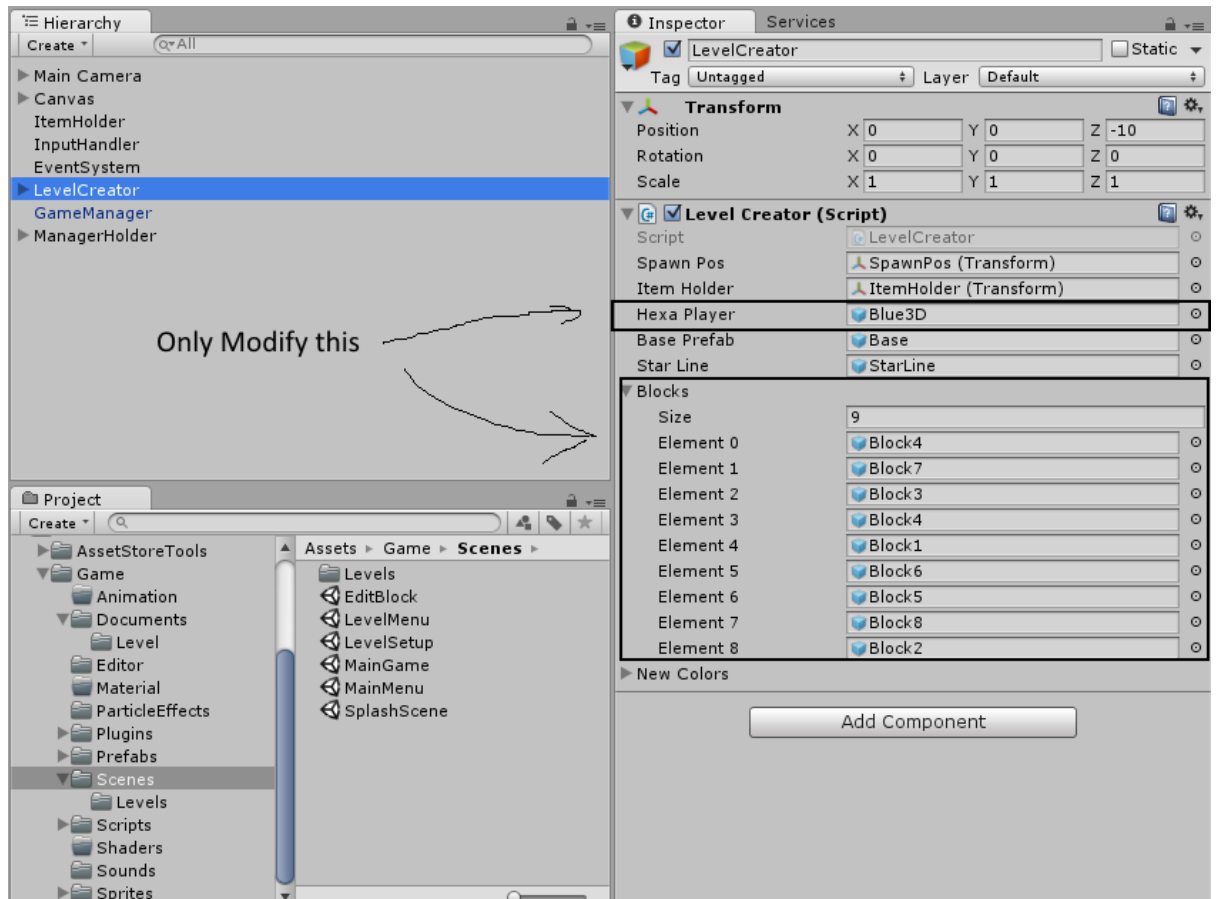 Hierarchy
Create
All
Main Camera
Canvas
ItemHolder
InputHandler
EventSystem
LevelCreator
GameManager
ManagerHolder
Only Modify this
Project
Create
AssetStoreTools
Game
Animation
Documents
Level
Editor
Material
ParticleEffects
Plugins
Prefabs
Scenes
Levels
Scripts
Shaders
Sounds
Sprites
Assets Game Scenes
Levels
EditBlock
LevelMenu
LevelSetup
MainGame
MainMenu
SplashScene
Inspector Services
LevelCreator Static
Tag Untagged Layer Default
Transform
Position X 0 Y 0 Z -10
Rotation X 0 Y 0 Z 0
Scale X 1 Y 1 Z 1
Level Creator (Script)
Script LevelCreator
Spawn Pos SpawnPos (Transform)
Item Holder ItemHolder (Transform)
Hexa Player Blue3D
Base Prefab Base
Star Line StarLine
Blocks
Size 9
Element 0 Block4
Element 1 Block7
Element 2 Block3
Element 3 Block4
Element 4 Block1
Element 5 Block6
Element 6 Block5
Element 7 Block8
Element 8 Block2
New Colors
Add Component